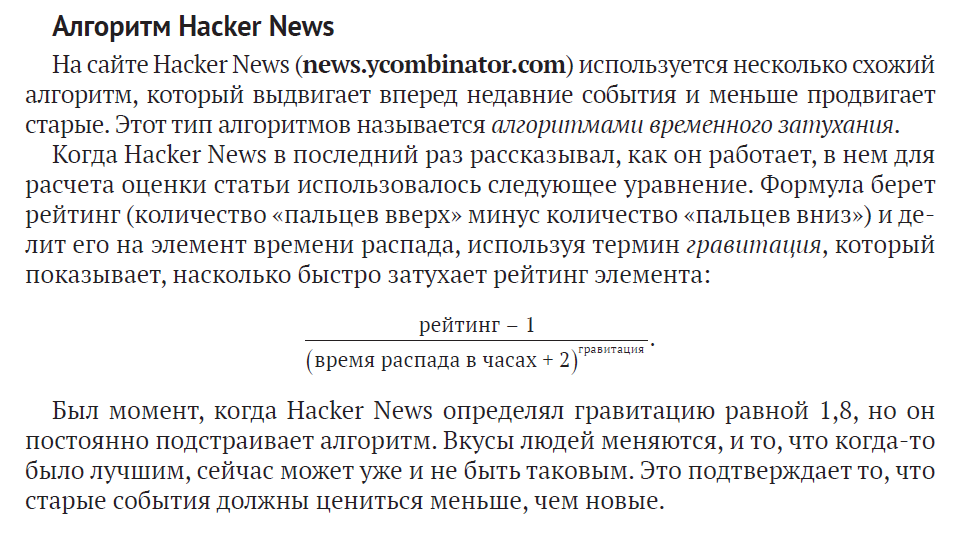 Алгоритм Hacker News
На сайте Hacker News (news.ycombinator.com) используется несколько схожий
алгоритм, который выдвигает вперед недавние события и меньше продвигает
старые. Этот тип алгоритмов называется алгоритмами временного затухания.
Когда Hacker News в последний раз рассказывал, как он работает, в нем для
расчета оценки статьи использовалось следующее уравнение. Формула берет
рейтинг (количество «пальцев вверх» минус количество «пальцев вниз») и де-
лит его на элемент времени распада, используя термин гравитация, который
показывает, насколько быстро затухает рейтинг элемента:
рейтинг – 1
(время распада в часах + 2)гравитация.
Был момент, когда Hacker News определял гравитацию равной 1,8, но он
постоянно подстраивает алгоритм. Вкусы людей меняются, и то, что когда-то
было лучшим, сейчас может уже и не быть таковым. Это подтверждает то, что
старые события должны цениться меньше, чем новые.